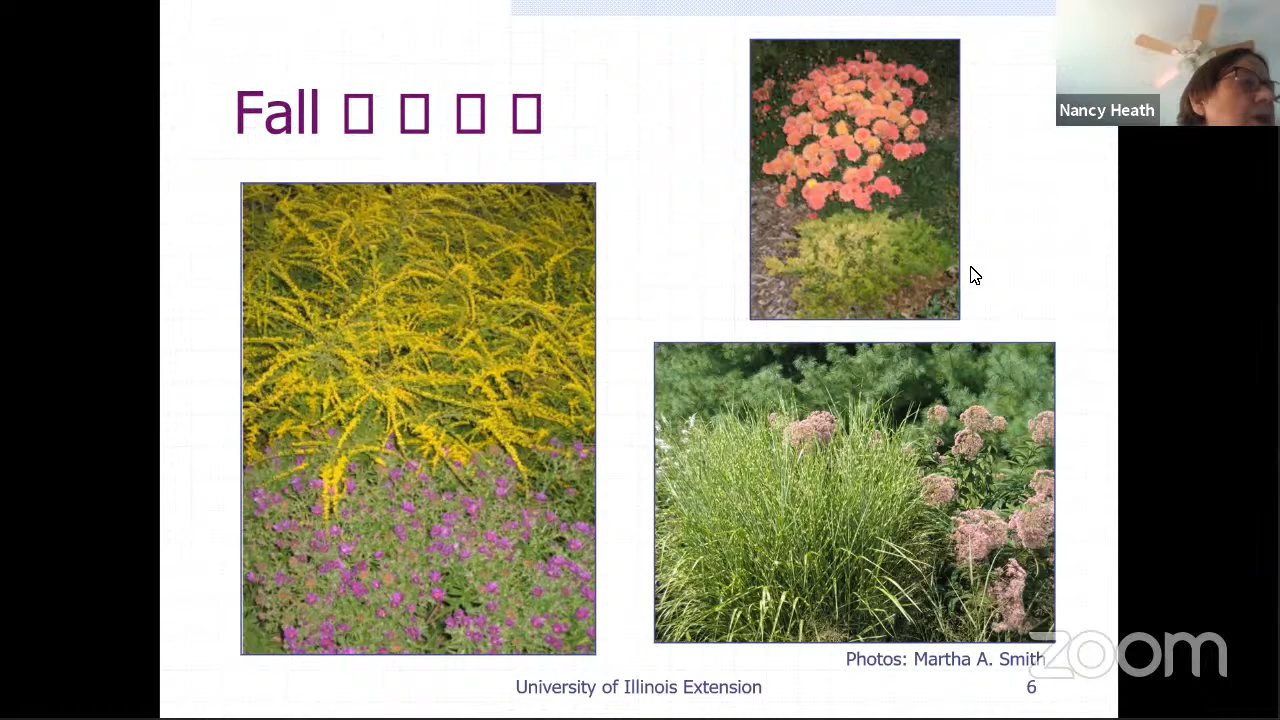 Fall □ □ □ □
Nancy Heath
Photos: Martha A. Smith
University of Illinois Extension
6
zoom